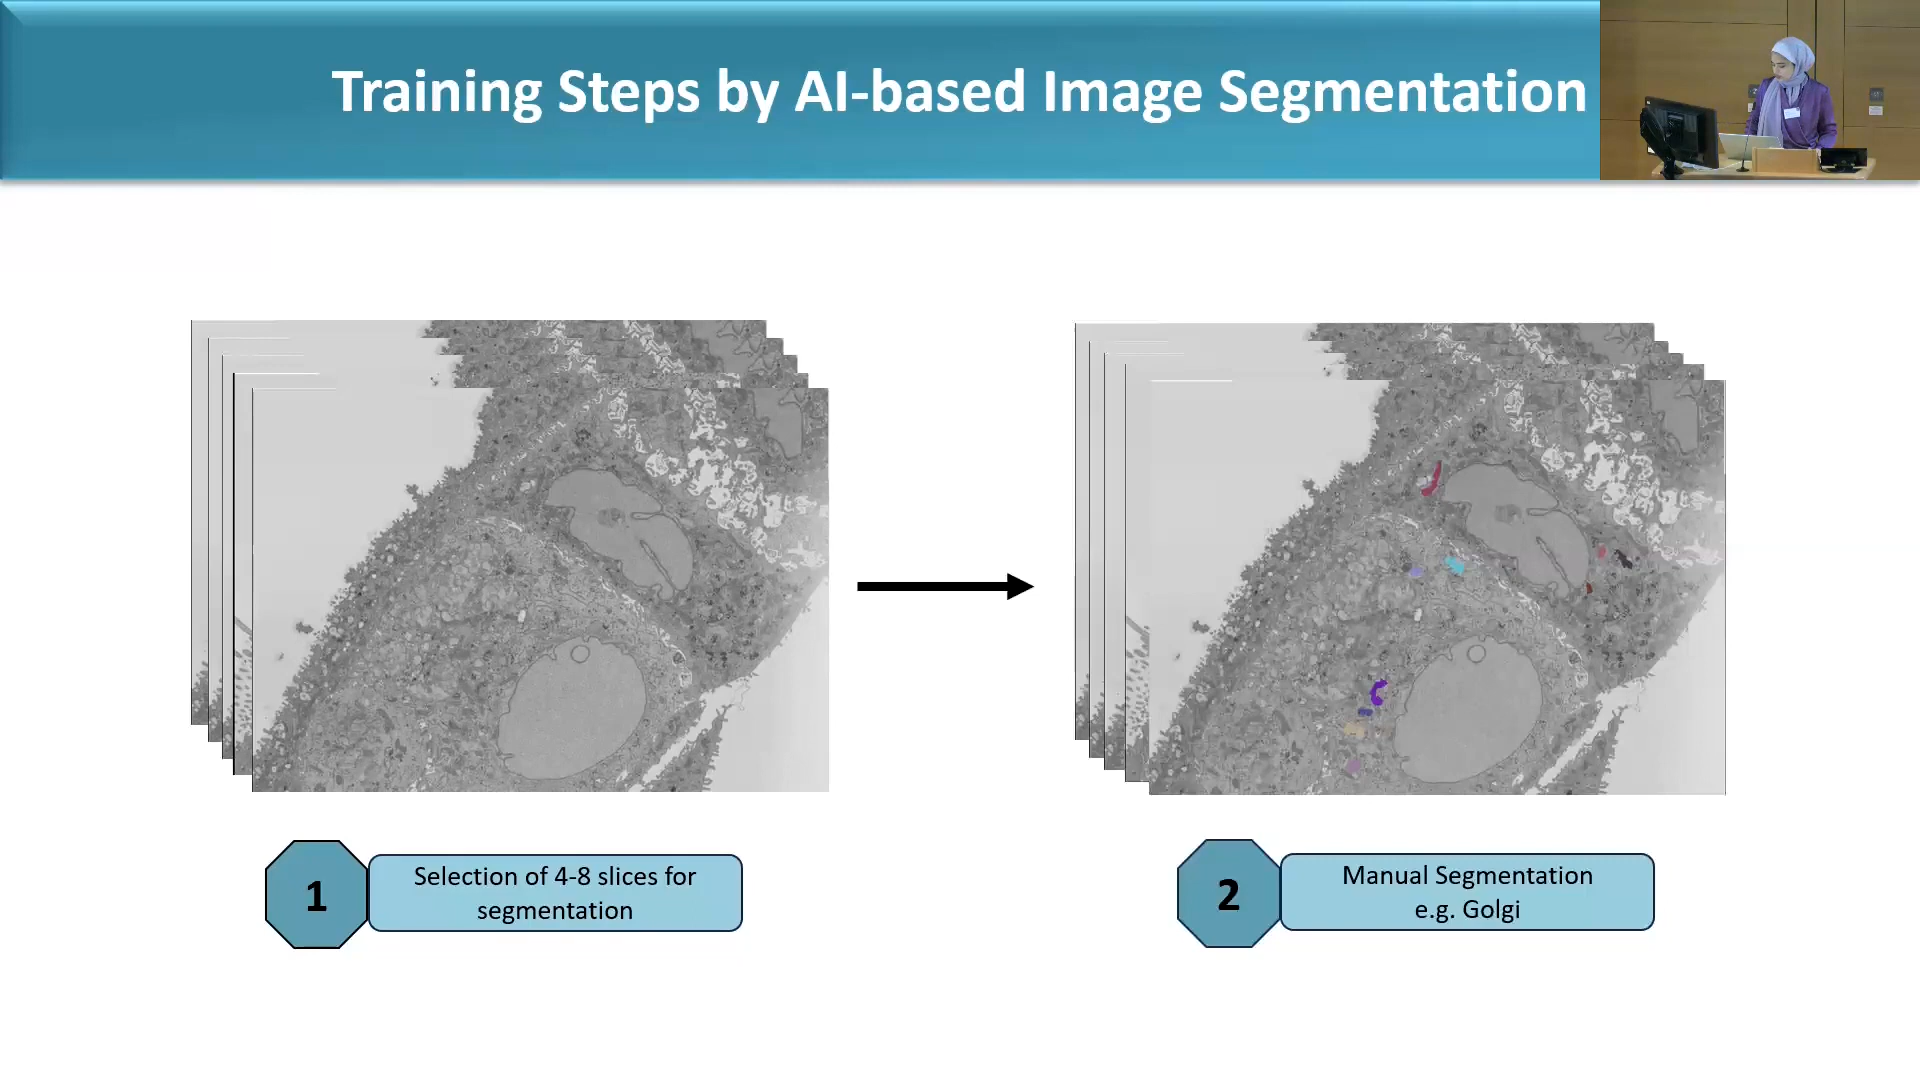 Training Steps by AI-based Image Segmentation
1
Selection of 4-8 slices for
segmentation
2
Manual Segmentation
e.g. Golgi